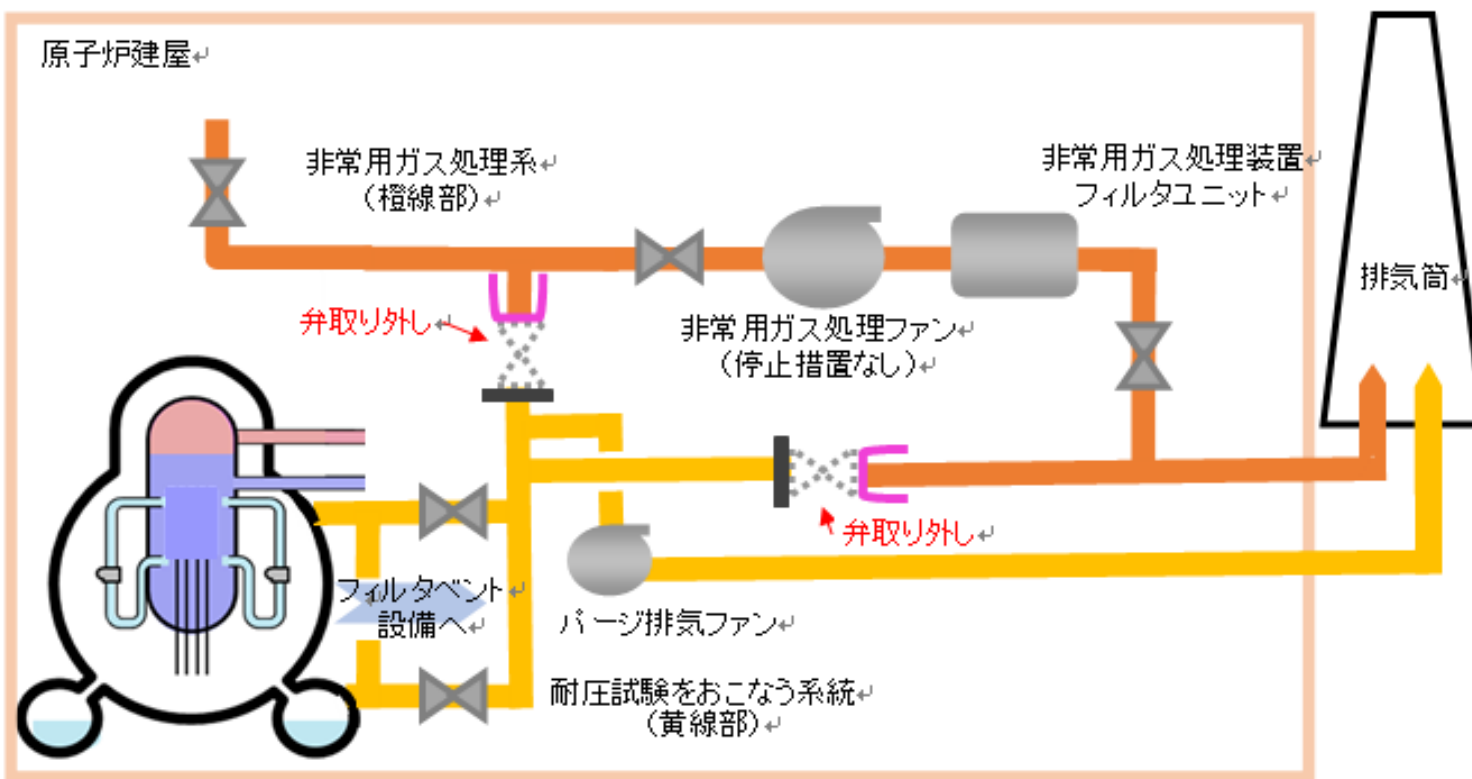 原子炉建屋↵
非常用ガス処理系↵
(橙線部)↵
非常用ガス処理装置↵
フィルタユニット↵
排気筒↵
弁取り外し↵
非常用ガス処理ファン↵
(停止措置なし)↵
弁取り外し↵
フィルタベント↵
設備へ↵
パージ排気ファン↵
耐圧試験をおこなう系統↵
(黄線部)↵